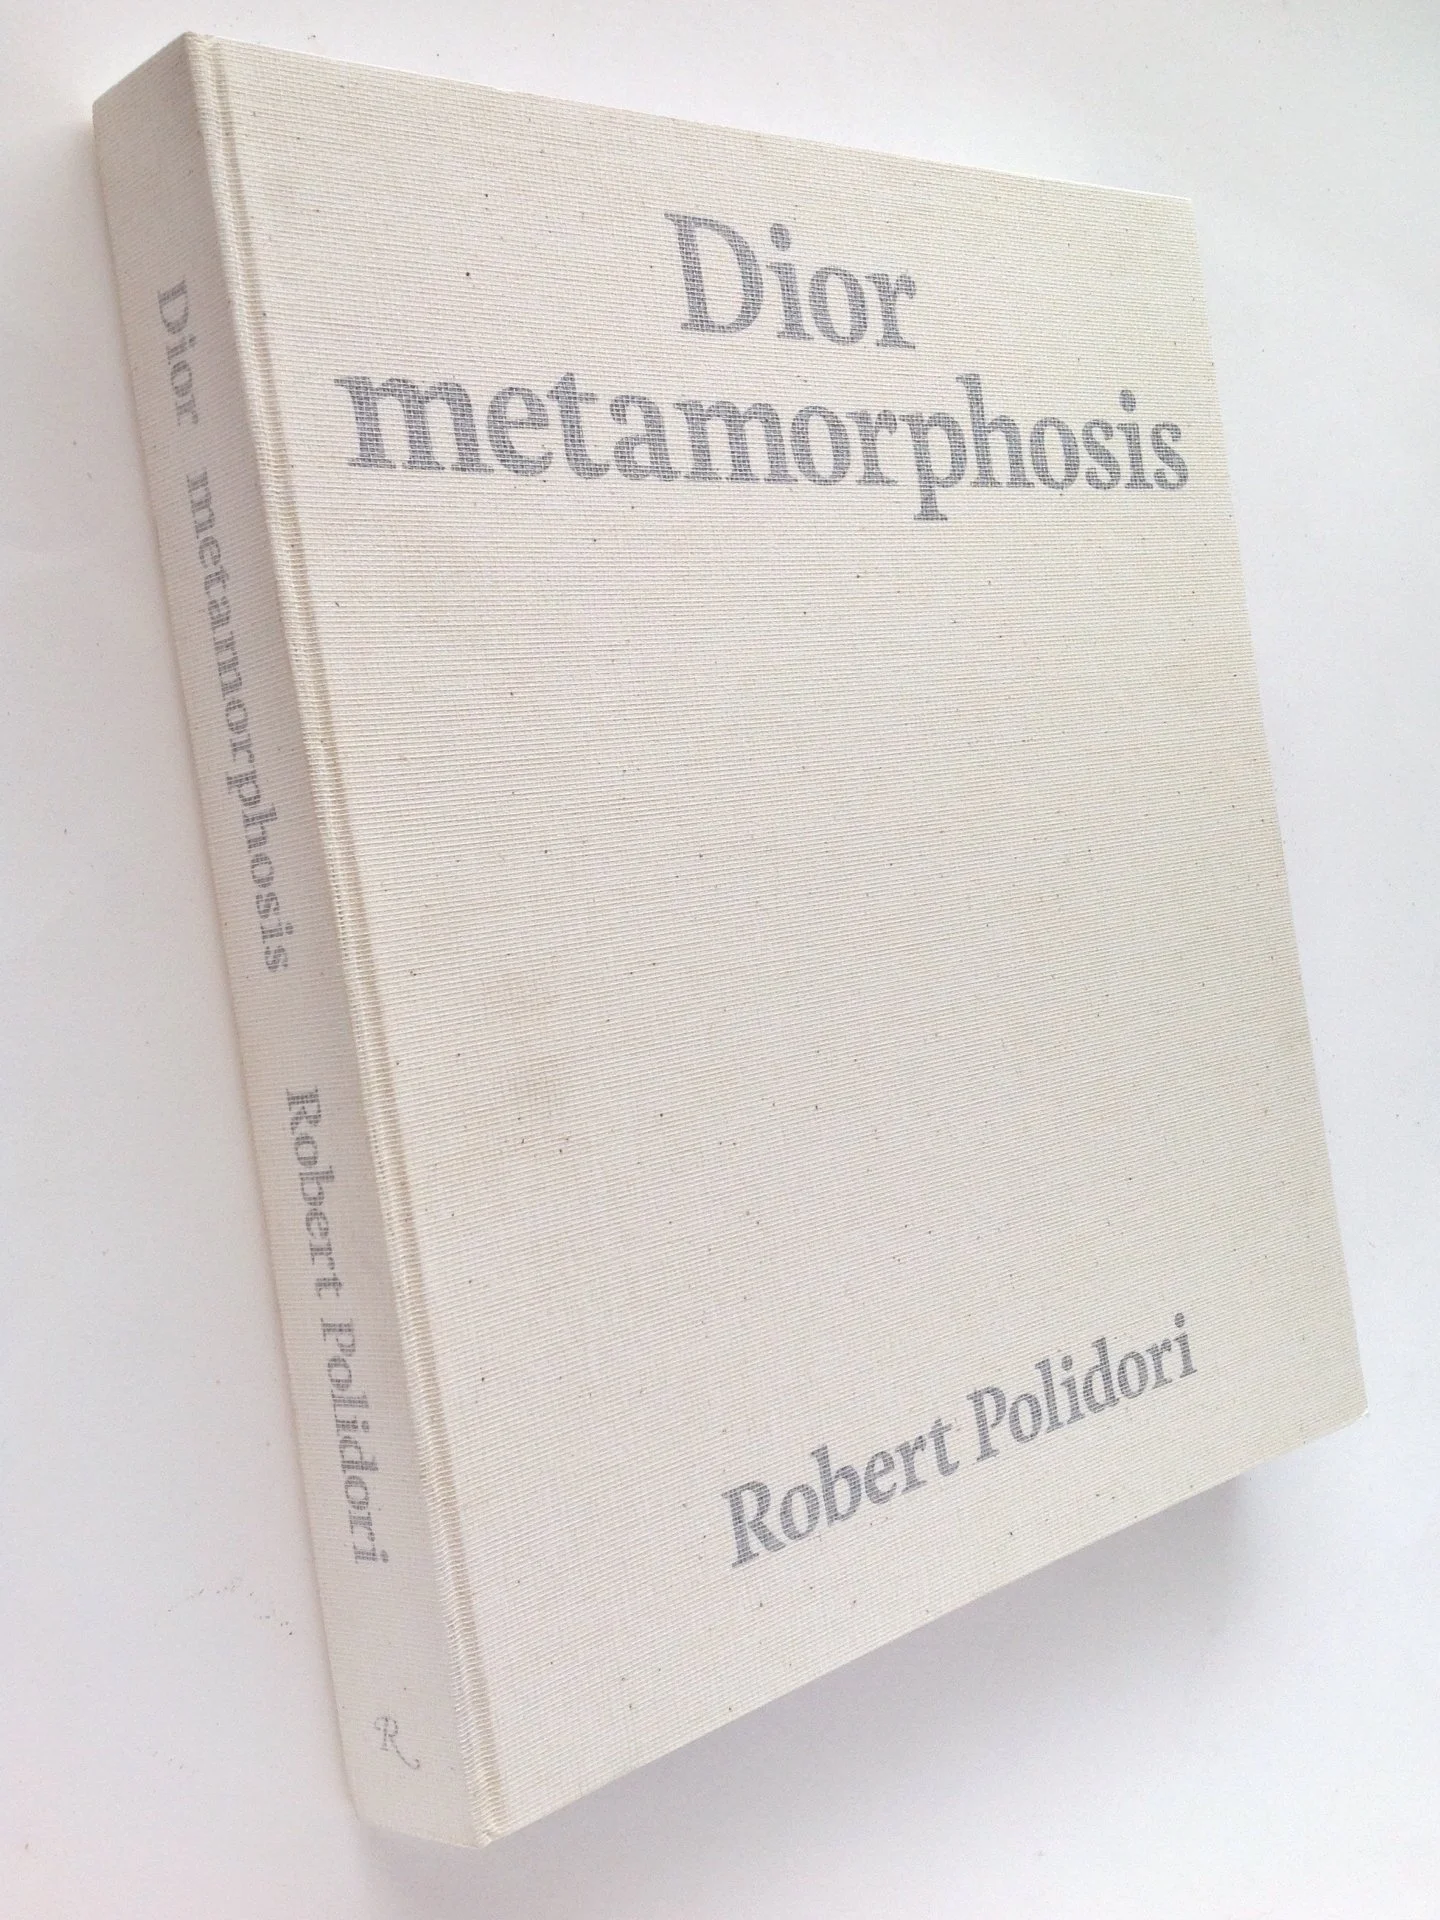 Dior
metamorphosis
Robert Polidori
Dior metamorphosis Robert Polidori R